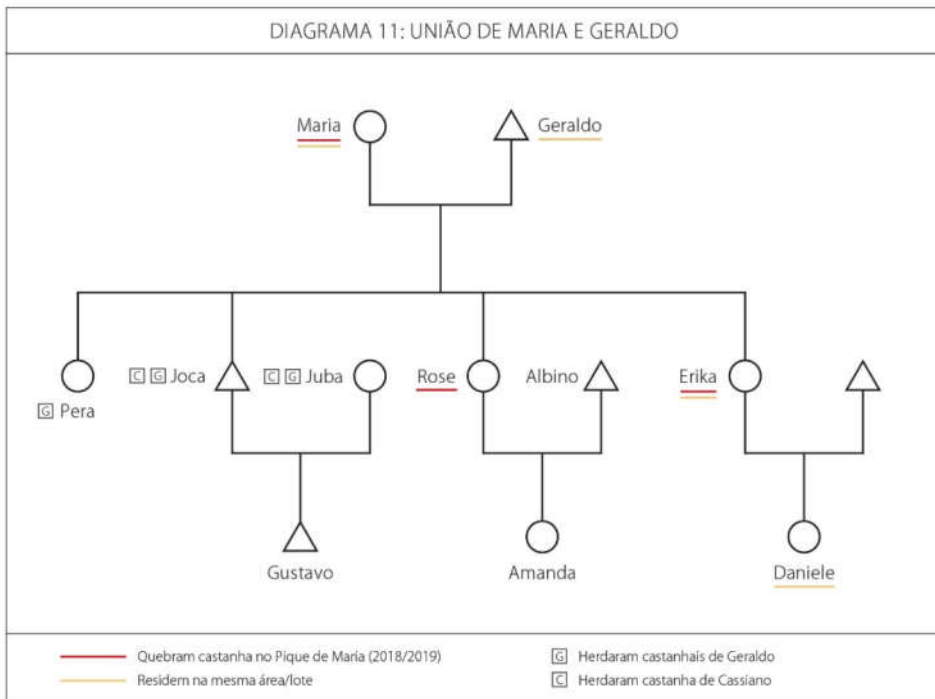 DIAGRAMA 11: UNIÃO DE MARIA E GERALDO
Maria
Geraldo
G Pera
C G Joca
C G Juba
Rose
Albino
Erika
Gustavo
Amanda
Daniele
Quebram castanha no Pique de Maria (2018/2019)
Residem na mesma área/lote
G Herdaram castanhais de Geraldo
C Herdaram castanha de Cassiano